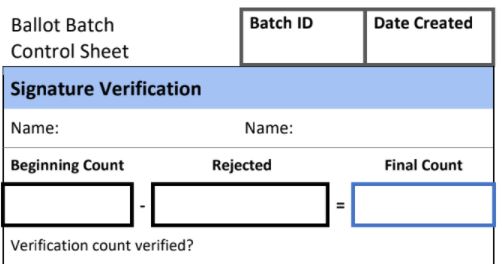 Ballot Batch
Control Sheet
Batch ID
Date Created
Signature Verification
Name: Name:
Beginning Count Rejected Final Count
- =
Verification count verified?